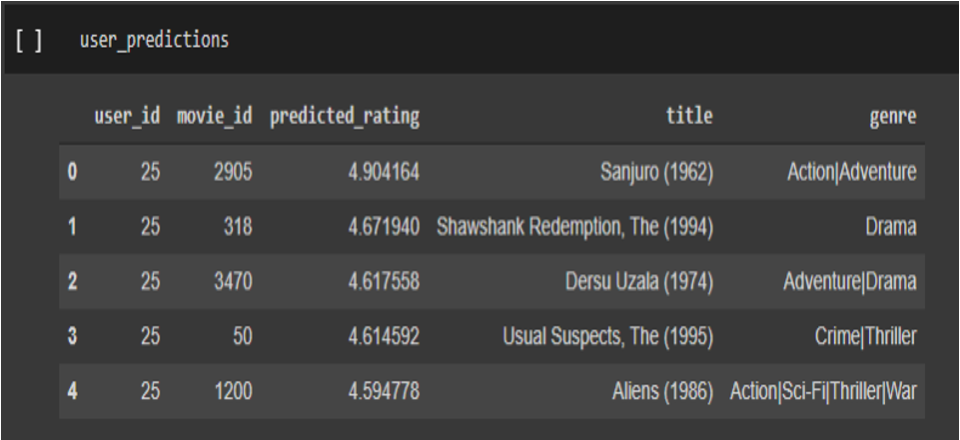 [ ] user_predictions
user_id movie_id predicted_rating title genre
0 25 2905 4.904164 Sanjuro (1962) Action|Adventure
1 25 318 4.671940 Shawshank Redemption, The (1994) Drama
2 25 3470 4.617558 Dersu Uzala (1974) Adventure|Drama
3 25 50 4.614592 Usual Suspects, The (1995) Crime|Thriller
4 25 1200 4.594778 Aliens (1986) Action|Sci-Fi|Thriller|War